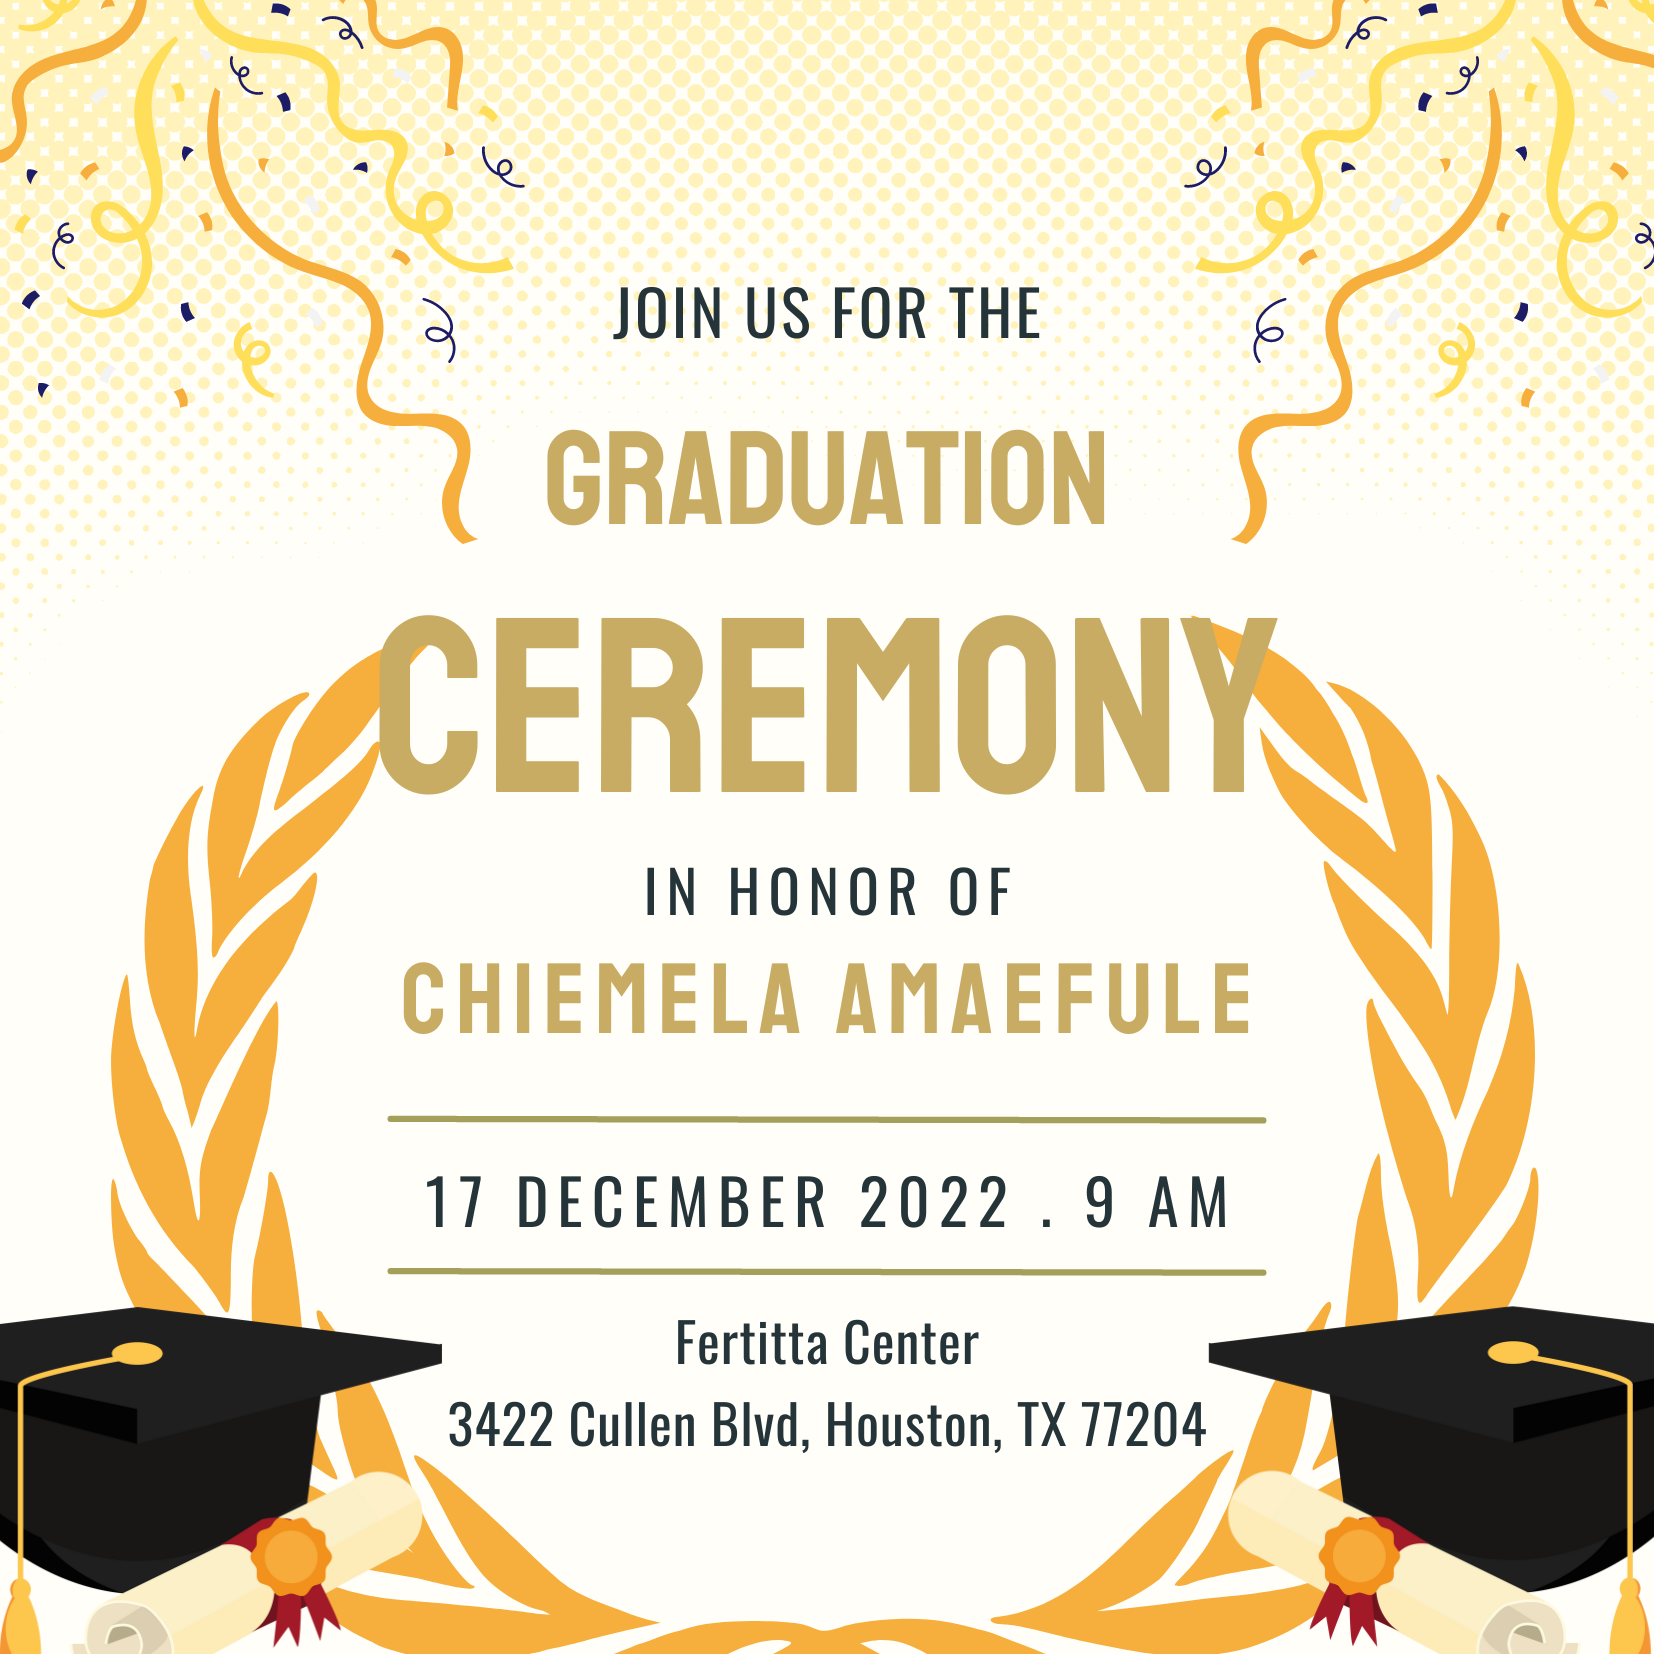 JOIN US FOR THE
GRADUATION
CEREMONY
IN HONOR OF
CHIEMELA AMAEFULE
17 DECEMBER 2022 . 9 AM
Fertitta Center
3422 Cullen Blvd, Houston, TX 77204